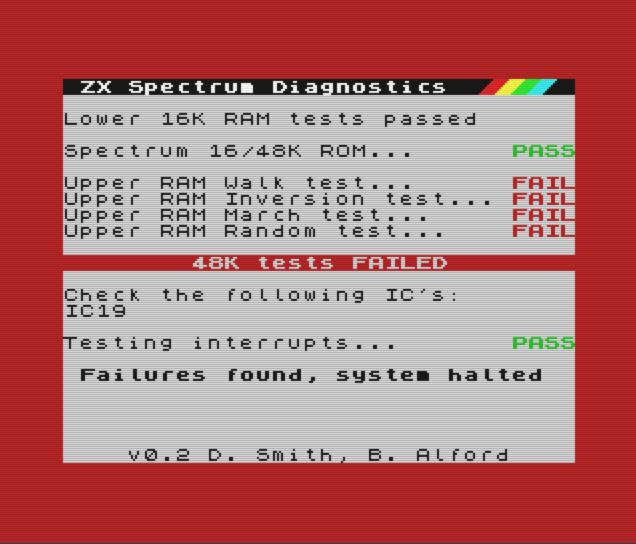 ZX Spectrum Diagnostics
Lower 16K RAM tests passed
Spectrum 16/48K ROM... PASS
Upper RAM Walk test... FAIL
Upper RAM Inversion test... FAIL
Upper RAM March test... FAIL
Upper RAM Random test... FAIL
48K tests FAILED
Check the following IC's:
IC19
Testing interrupts... PASS
Failures found, system halted
v0.2 D. Smith, B. Alford